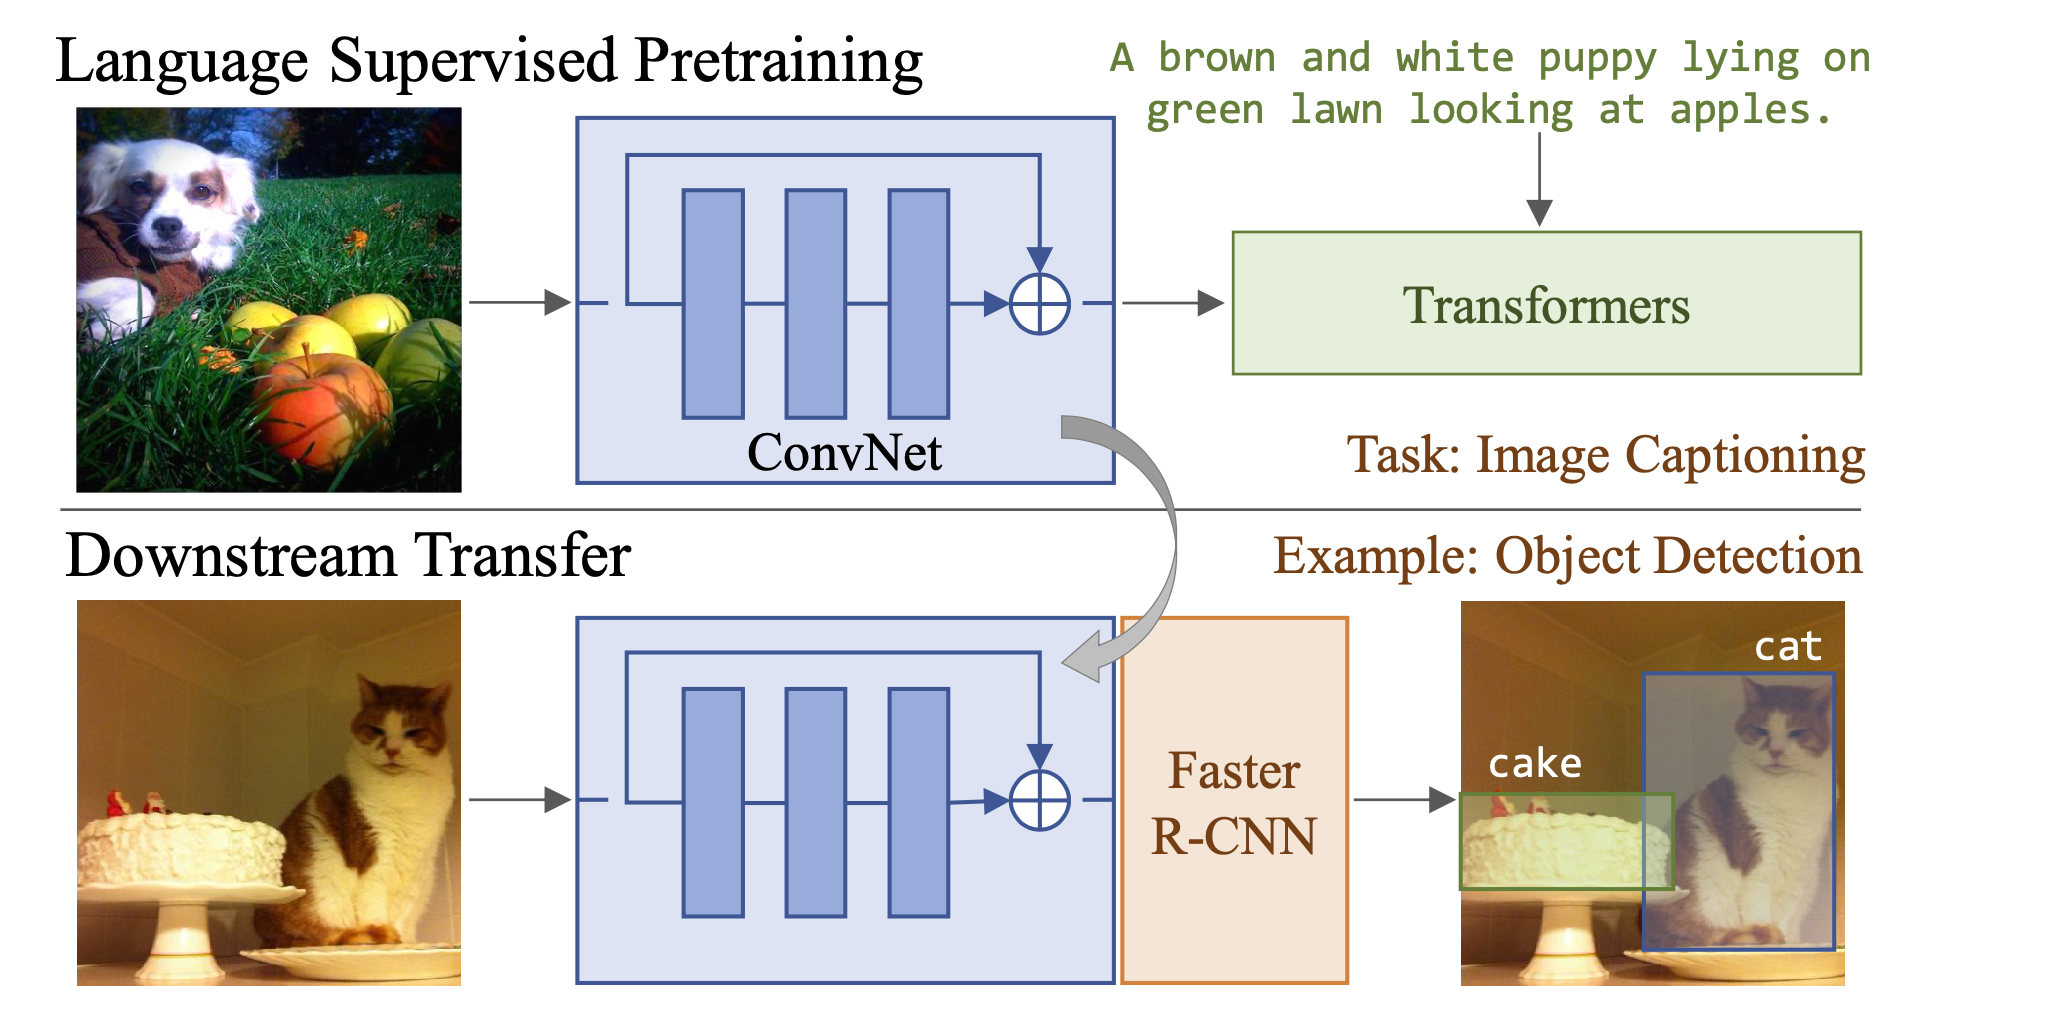 Language Supervised Pretraining
A brown and white puppy lying on
green lawn looking at apples.
Transformers
ConvNet
Task: Image Captioning
Downstream Transfer
Example: Object Detection
cat
cake
Faster
R-CNN